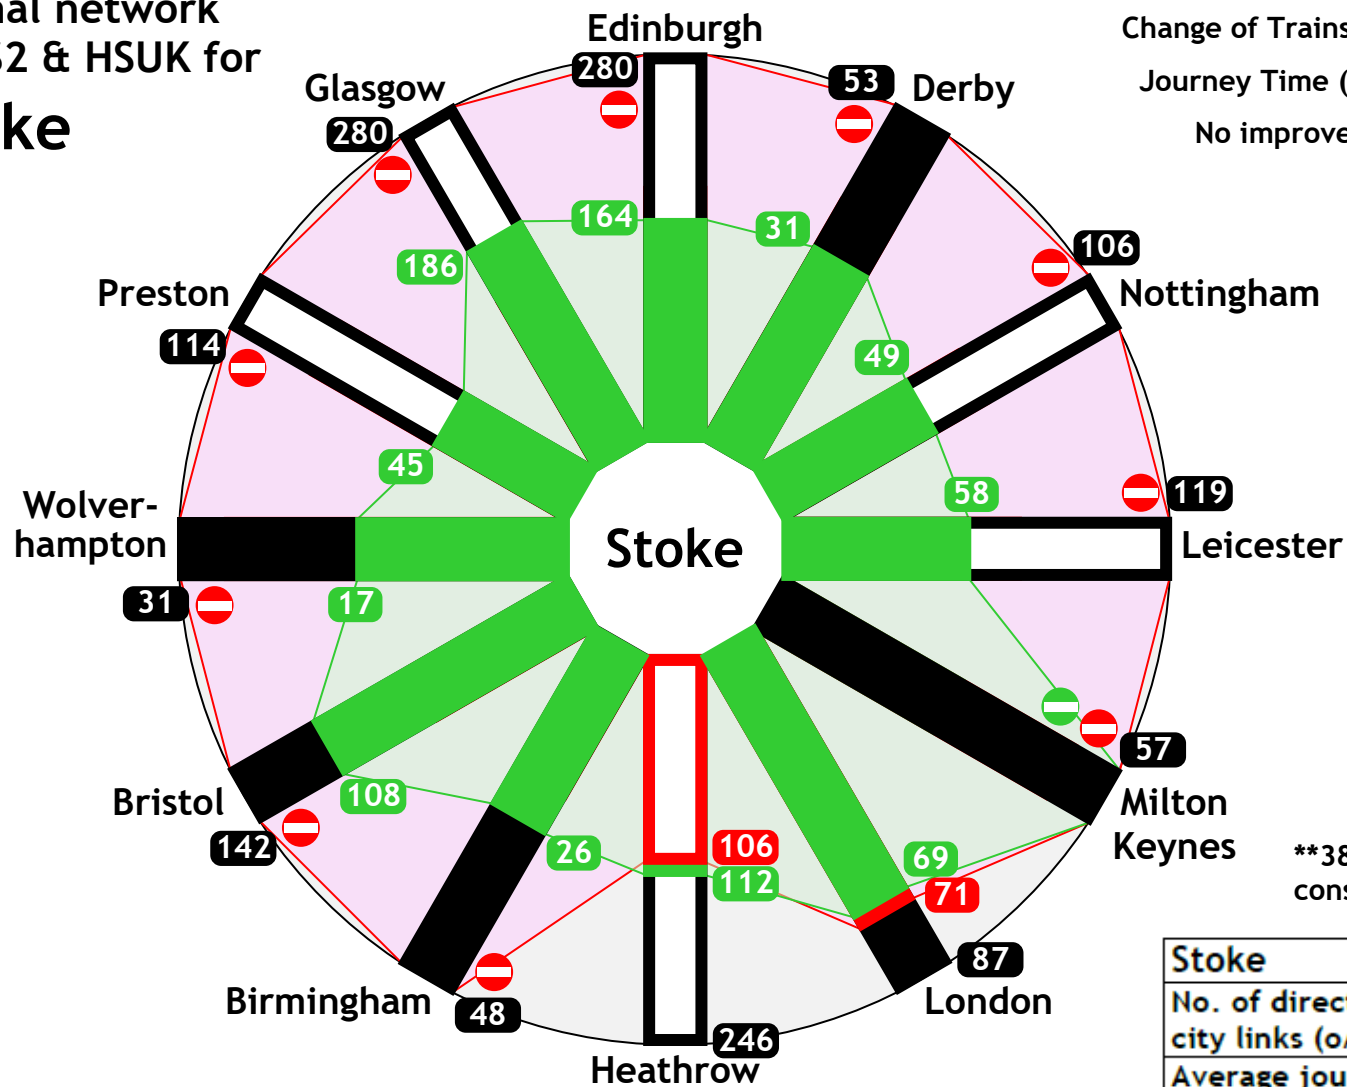 nal network
S2 & HSUK for
ke
Edinburgh
280
53
Derby
Glasgow
280
Change of Trains
Journey Time (
No improve
164
31
186
106
Nottingham
Preston
114
49
45
58
119
Wolver-
hampton
Stoke
Leicester
31
17
57
Milton
Keynes
Bristol
108
142
26
106
112
69
71
**38
cons
87
London
Birmingham
48
246
Heathrow
Stoke
No. of direct
city links (o/
Average jou